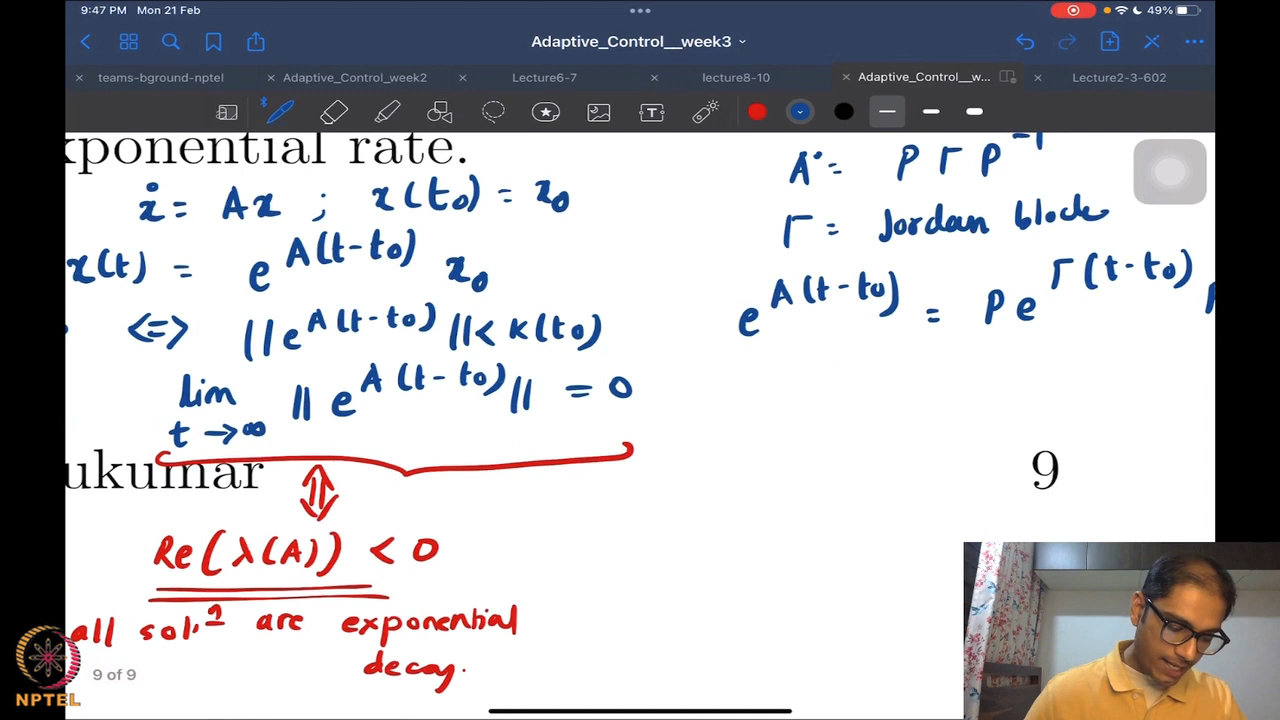 9:47 PM Mon 21 Feb
49%
Adaptive_Control__week3
teams-bground-nptel
Adaptive_Control_week2
Lecture6-7
lecture8-10
Adaptive_Control__w...
Lecture2-3-602
xponential rate.
ẋ = Ax ; x(t₀) = x₀
x(t) = e^{A(t-t₀)} x₀
<=> ||e^{A(t-t₀)}|| < K(t₀)
lim t→∞ ||e^{A(t-t₀)}|| = 0
A = P Γ P⁻¹
Γ = Jordan block
e^{A(t-t₀)} = P e^{Γ(t-t₀)} P
ukumar
9
⇕
Re(λ(A)) < 0
all solⁿ are exponential
decay.
9 of 9
NPTEL